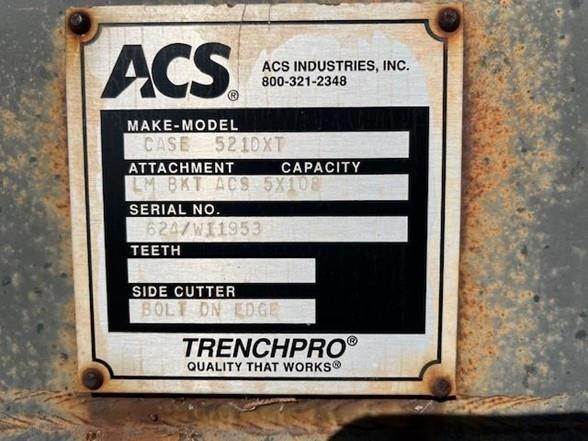 ACS®
ACS INDUSTRIES, INC.
800-321-2348
MAKE-MODEL
CASE 521DXT
ATTACHMENT CAPACITY
LM BKT ACS 5X108
SERIAL NO.
624/W11953
TEETH
SIDE CUTTER
BOLT ON EDGE
TRENCHPRO®
QUALITY THAT WORKS®